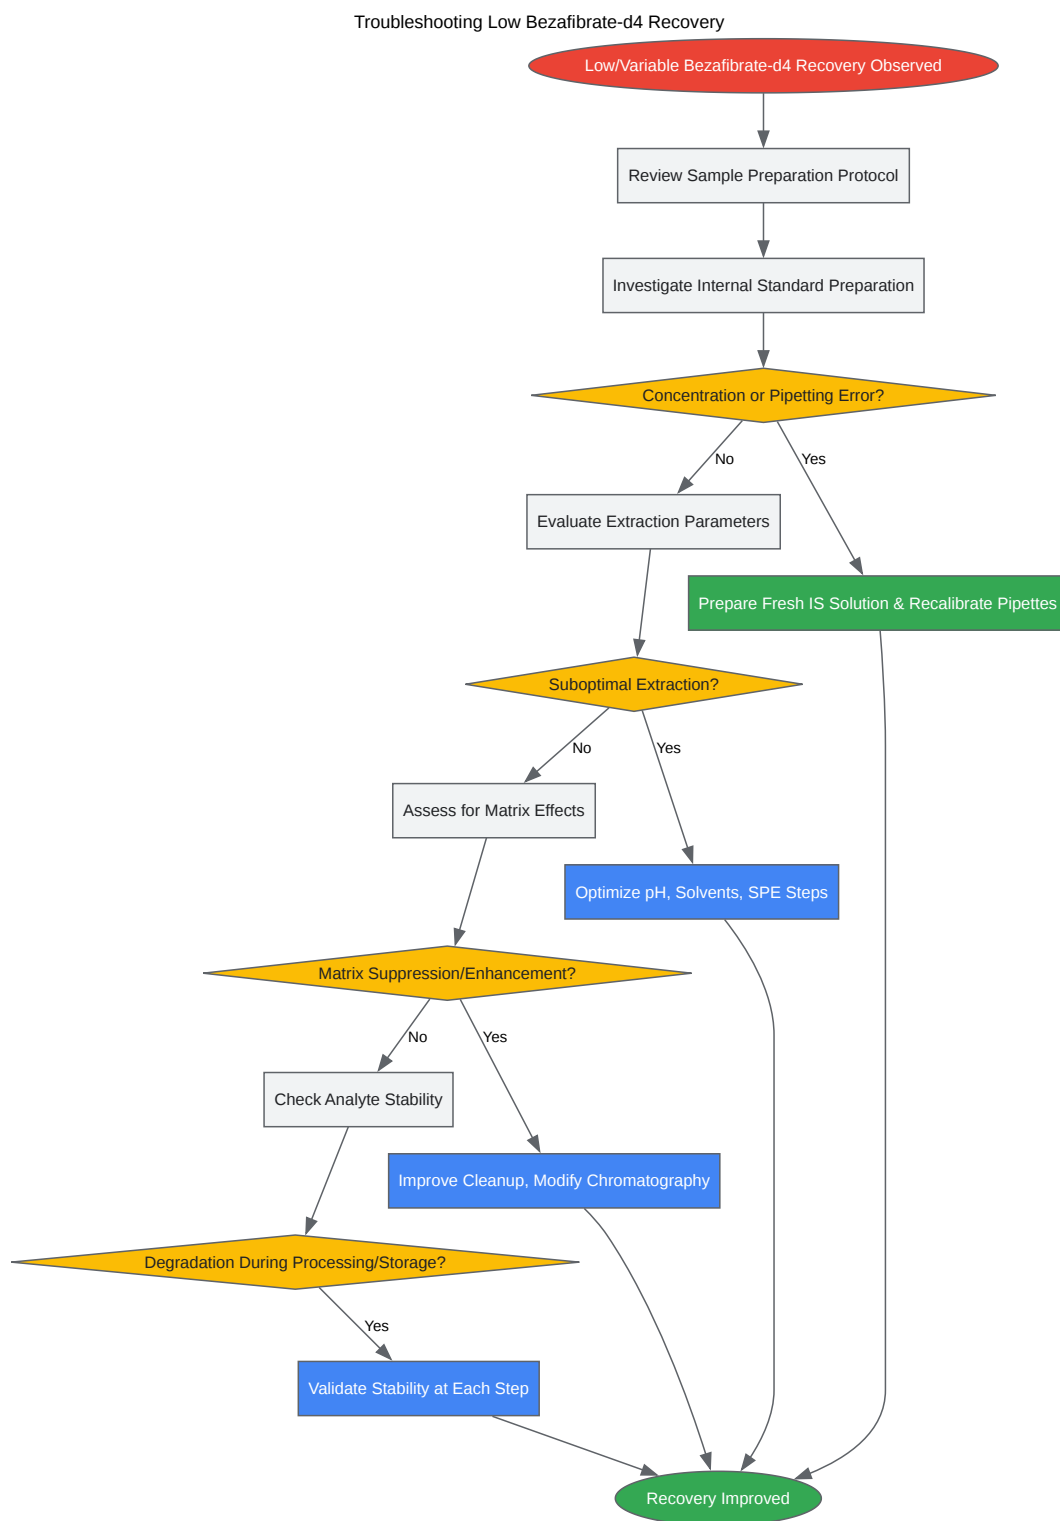 Troubleshooting Low Bezafibrate-d4 Recovery
Low/Variable Bezafibrate-d4 Recovery Observed
Review Sample Preparation Protocol
Investigate Internal Standard Preparation
Concentration or Pipetting Error?
No
Yes
Evaluate Extraction Parameters
Prepare Fresh IS Solution & Recalibrate Pipettes
Suboptimal Extraction?
No
Yes
Assess for Matrix Effects
Optimize pH, Solvents, SPE Steps
Matrix Suppression/Enhancement?
No
Yes
Check Analyte Stability
Improve Cleanup, Modify Chromatography
Degradation During Processing/Storage?
Yes
Validate Stability at Each Step
Recovery Improved